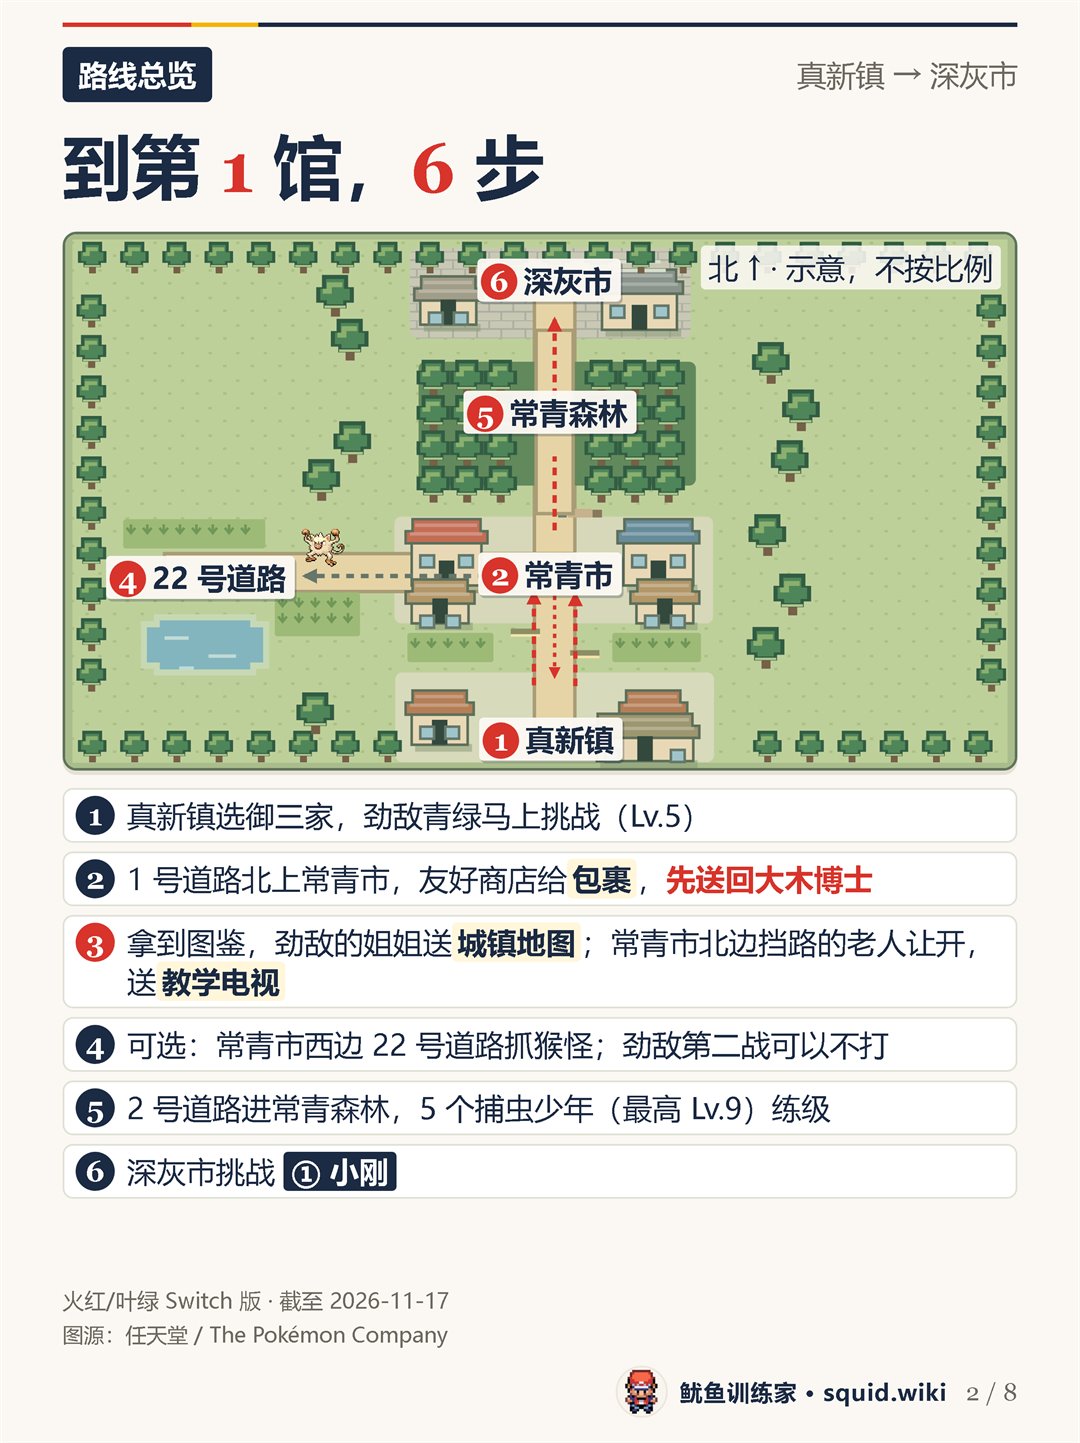 路线总览
真新镇 → 深灰市
到第 1 馆，6 步
北 ↑ · 示意，不按比例
6 深灰市
5 常青森林
4 22 号道路
2 常青市
1 真新镇
1 真新镇选御三家，劲敌青绿马上挑战（Lv.5）
2 1 号道路北上常青市，友好商店给 包裹 ，先送回大木博士
3 拿到图鉴，劲敌的姐姐送 城镇地图 ；常青市北边挡路的老人让开，
送 教学电视
4 可选：常青市西边 22 号道路抓猴怪；劲敌第二战可以不打
5 2 号道路进常青森林，5 个捕虫少年（最高 Lv.9）练级
6 深灰市挑战 ① 小刚
火红/叶绿 Switch 版 · 截至 2026-11-17
图源：任天堂 / The Pokémon Company
鱿鱼训练家 • squid.wiki 2 / 8